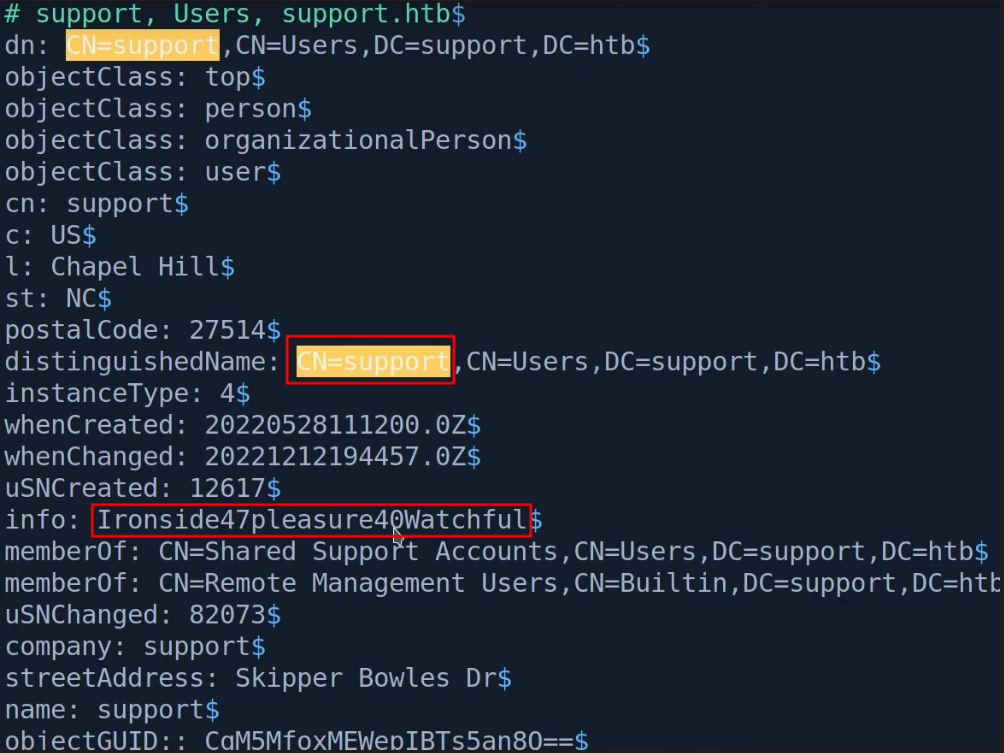 # support, Users, support.htb$
dn: CN=support,CN=Users,DC=support,DC=htb$
objectClass: top$
objectClass: person$
objectClass: organizationalPerson$
objectClass: user$
cn: support$
c: US$
l: Chapel Hill$
st: NC$
postalCode: 27514$
distinguishedName: CN=support,CN=Users,DC=support,DC=htb$
instanceType: 4$
whenCreated: 20220528111200.0Z$
whenChanged: 20221212194457.0Z$
uSNCreated: 12617$
info: Ironside47pleasure40Watchful$
memberOf: CN=Shared Support Accounts,CN=Users,DC=support,DC=htb$
memberOf: CN=Remote Management Users,CN=Builtin,DC=support,DC=htb
uSNChanged: 82073$
company: support$
streetAddress: Skipper Bowles Dr$
name: support$
objectGUID:: CqM5MfoxMEWepIBTs5an8Q==$